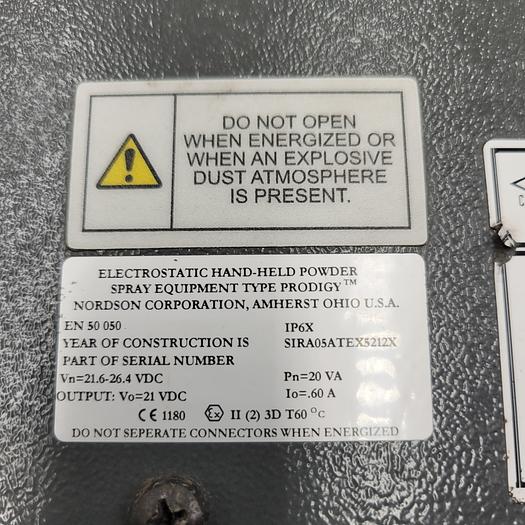 DO NOT OPEN
WHEN ENERGIZED OR
WHEN AN EXPLOSIVE
DUST ATMOSPHERE
IS PRESENT.
ELECTROSTATIC HAND-HELD POWDER
SPRAY EQUIPMENT TYPE PRODIGY™
NORDSON CORPORATION, AMHERST OHIO U.S.A.
EN 50 050 IP6X
YEAR OF CONSTRUCTION IS SIRA05ATEX5212X
PART OF SERIAL NUMBER
Vn=21.6-26.4 VDC Pn=20 VA
OUTPUT: Vo=21 VDC Io=.60 A
CE 1180 Ex II (2) 3D T60 °C
DO NOT SEPERATE CONNECTORS WHEN ENERGIZED